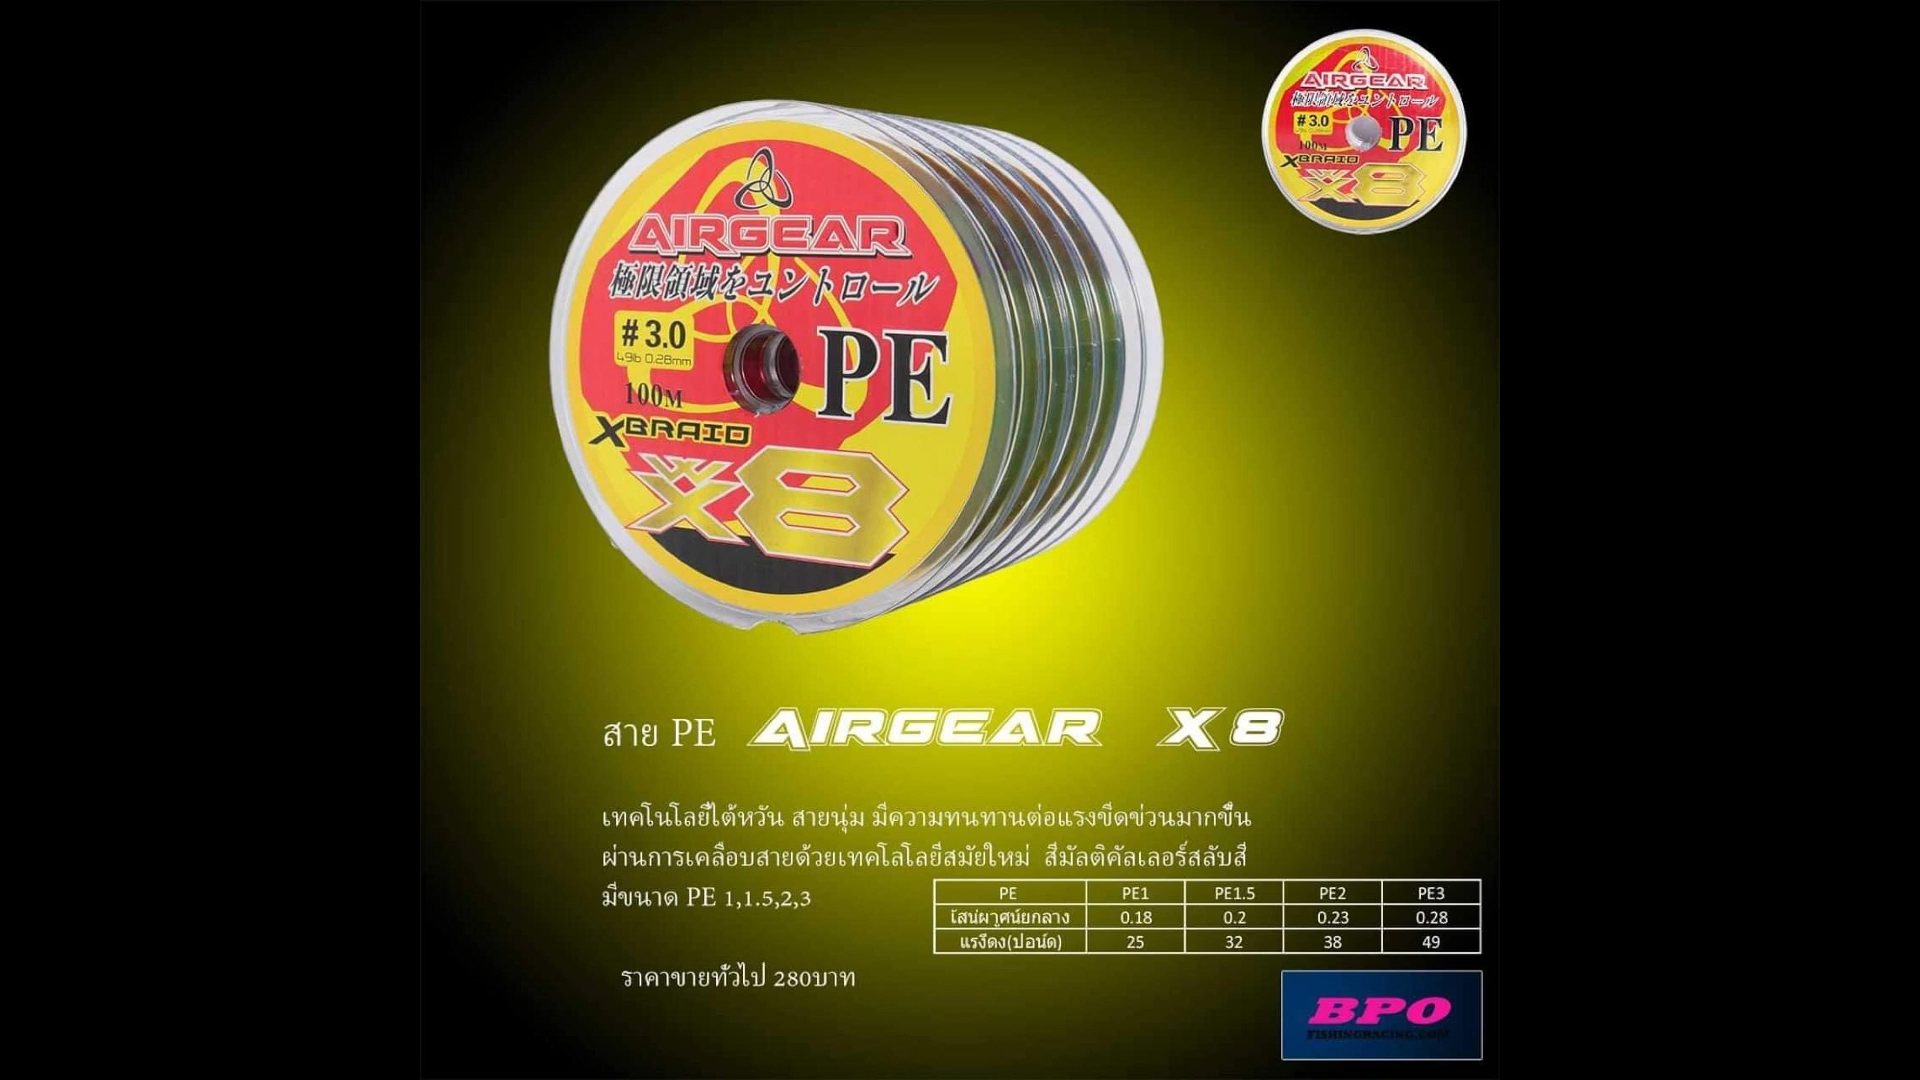 AIRGEAR
極限領域をユントロール
#3.0
49lb 0.28mm
100M
PE
XBRAID
X8
AIRGEAR
極限領域をユントロール
#3.0
49lb 0.28mm
100M
PE
XBRAID
X8
สาย PE AIRGEAR X8
เทคโนโลยีไต้หวัน สายนุ่ม มีความทนทานต่อแรงขีดข่วนมากขึ้น
ผ่านการเคลือบสายด้วยเทคโลโลยีสมัยใหม่ สีมัลติคัลเลอร์สลับสี
มีขนาด PE 1,1.5,2,3
PE PE1 PE1.5 PE2 PE3
เส้นผ่าศูนย์กลาง 0.18 0.2 0.23 0.28
แรงดึง(ปอนด์) 25 32 38 49
ราคาขายทั่วไป 280บาท
BPO
FISHINGRACING.COM